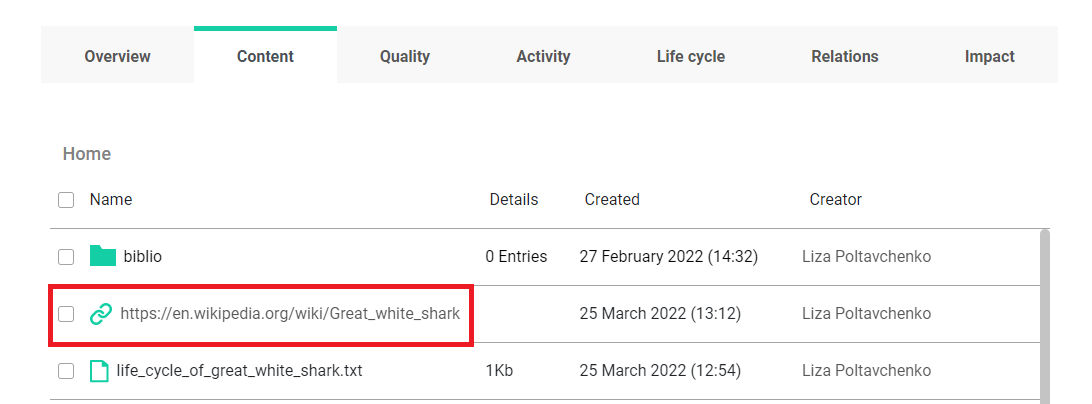 Overview Content Quality Activity Life cycle Relations Impact
Home
Name Details Created Creator
biblio 0 Entries 27 February 2022 (14:32) Liza Poltavchenko
https://en.wikipedia.org/wiki/Great_white_shark 25 March 2022 (13:12) Liza Poltavchenko
life_cycle_of_great_white_shark.txt 1Kb 25 March 2022 (12:54) Liza Poltavchenko